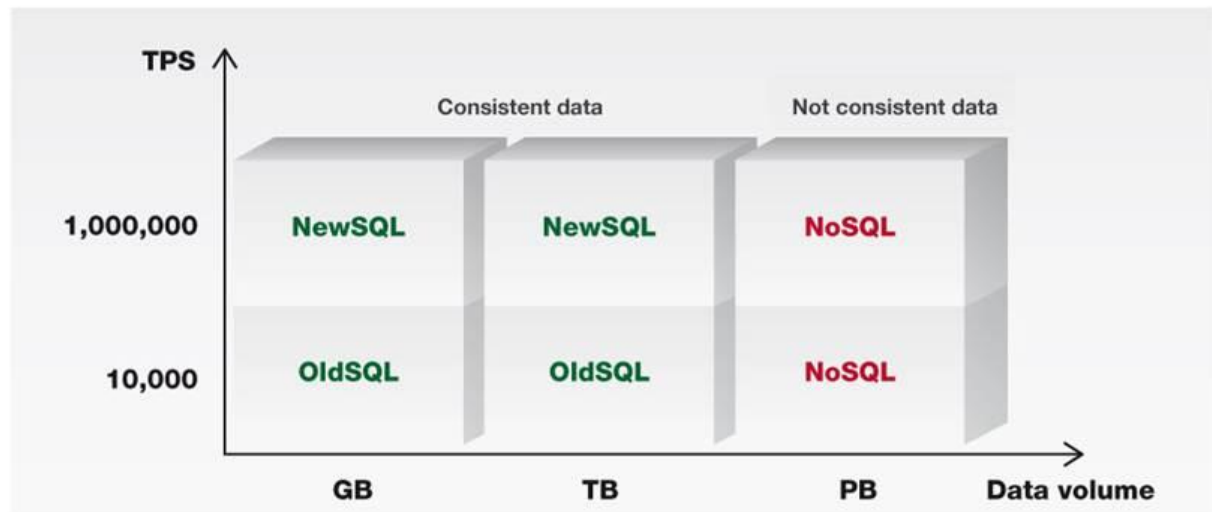 TPS
Consistent data
Not consistent data
1,000,000
NewSQL
NewSQL
NoSQL
10,000
OldSQL
OldSQL
NoSQL
GB
TB
PB
Data volume